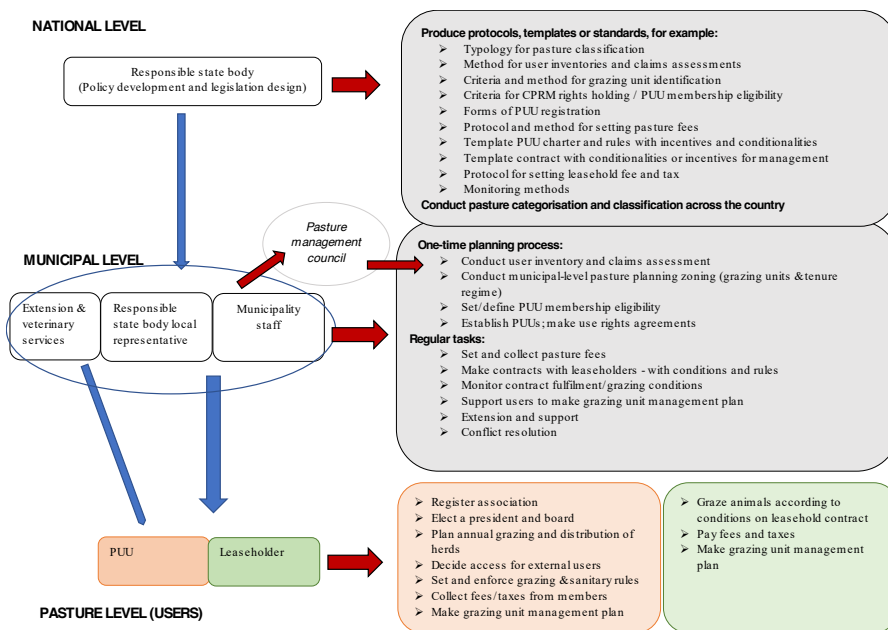 NATIONAL LEVEL
Responsible state body
(Policy development and legislation design)
Produce protocols, templates or standards, for example:
➢ Typology for pasture classification
➢ Method for user inventories and claims assessments
➢ Criteria and method for grazing unit identification
➢ Criteria for CPRM rights holding / PUU membership eligibility
➢ Forms of PUU registration
➢ Protocol and method for setting pasture fees
➢ Template PUU charter and rules with incentives and conditionalities
➢ Template contract with conditionalities or incentives for management
➢ Protocol for setting leasehold fee and tax
➢ Monitoring methods
Conduct pasture categorisation and classification across the country
Pasture
management
council
MUNICIPAL LEVEL
Extension &
veterinary
services
Responsible
state body local
representative
Municipality
staff
One-time planning process:
➢ Conduct user inventory and claims assessment
➢ Conduct municipal-level pasture planning zoning (grazing units & tenure
regime)
➢ Set/define PUU membership eligibility
➢ Establish PUUs; make use rights agreements
Regular tasks:
➢ Set and collect pasture fees
➢ Make contracts with leaseholders - with conditions and rules
➢ Monitor contract fulfilment/grazing conditions
➢ Support users to make grazing unit management plan
➢ Extension and support
➢ Conflict resolution
PUU
Leaseholder
➢ Register association
➢ Elect a president and board
➢ Plan annual grazing and distribution of
herds
➢ Decide access for external users
➢ Set and enforce grazing & sanitary rules
➢ Collect fees/taxes from members
➢ Make grazing unit management plan
➢ Graze animals according to
conditions on leasehold contract
➢ Pay fees and taxes
➢ Make grazing unit management
plan
PASTURE LEVEL (USERS)